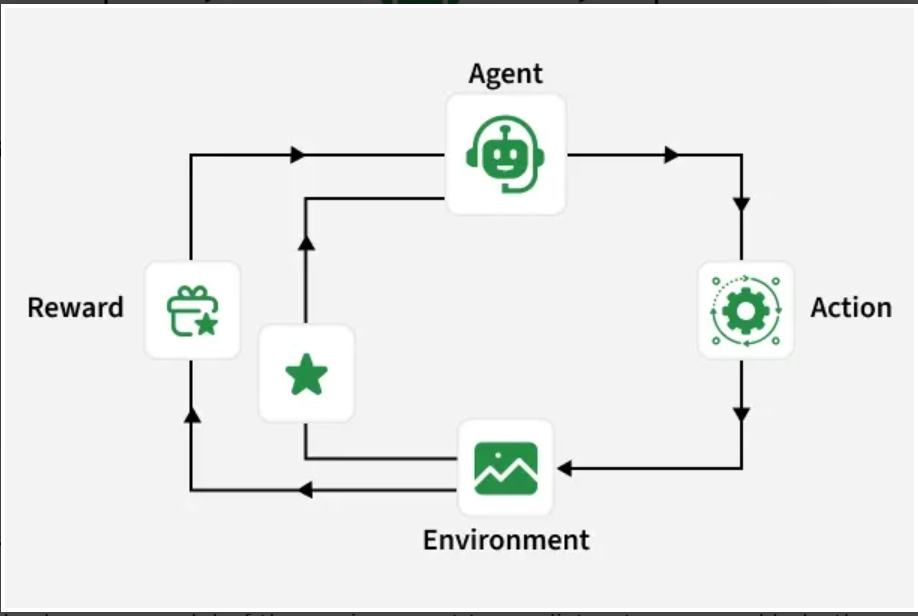 Agent
Reward
Action
Environment